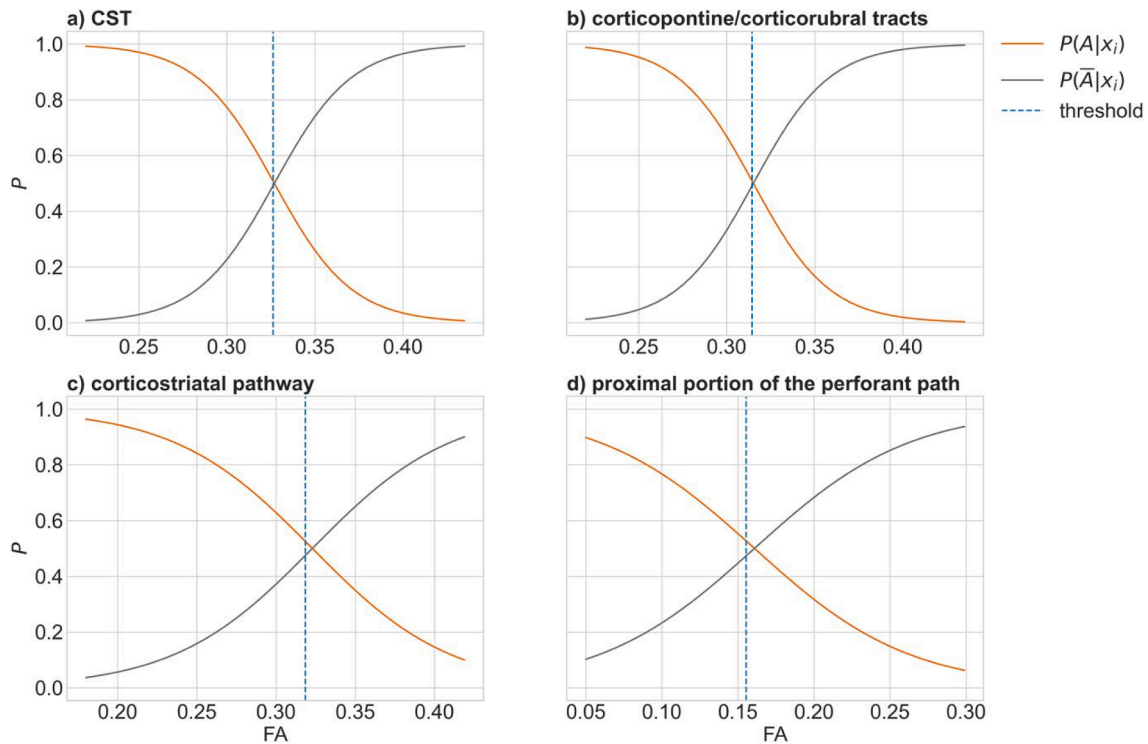 a) CST
b) corticopontine/corticorubral tracts
P(A|xᵢ)
P(A̅|xᵢ)
threshold
1.0
0.8
0.6
0.4
0.2
0.0
P
0.25 0.30 0.35 0.40
0.25 0.30 0.35 0.40
c) corticostriatal pathway
d) proximal portion of the perforant path
1.0
0.8
0.6
0.4
0.2
0.0
P
0.20 0.25 0.30 0.35 0.40
0.05 0.10 0.15 0.20 0.25 0.30
FA
FA